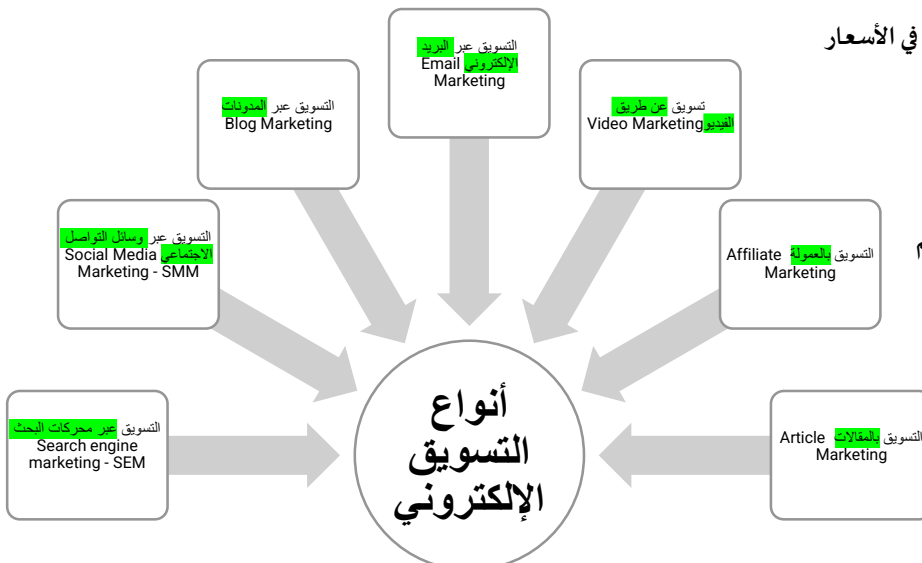 في الأسعار
م
التسويق عبر البريد
الإلكتروني Email
Marketing
التسويق عبر المدونات
Blog Marketing
تسويق عن طريق
الفيديو Video Marketing
التسويق عبر وسائل التواصل
الاجتماعي Social Media
Marketing - SMM
التسويق بالعمولة Affiliate
Marketing
التسويق عبر محركات البحث
Search engine
marketing - SEM
التسويق بالمقالات Article
Marketing
أنواع
التسويق
الإلكتروني